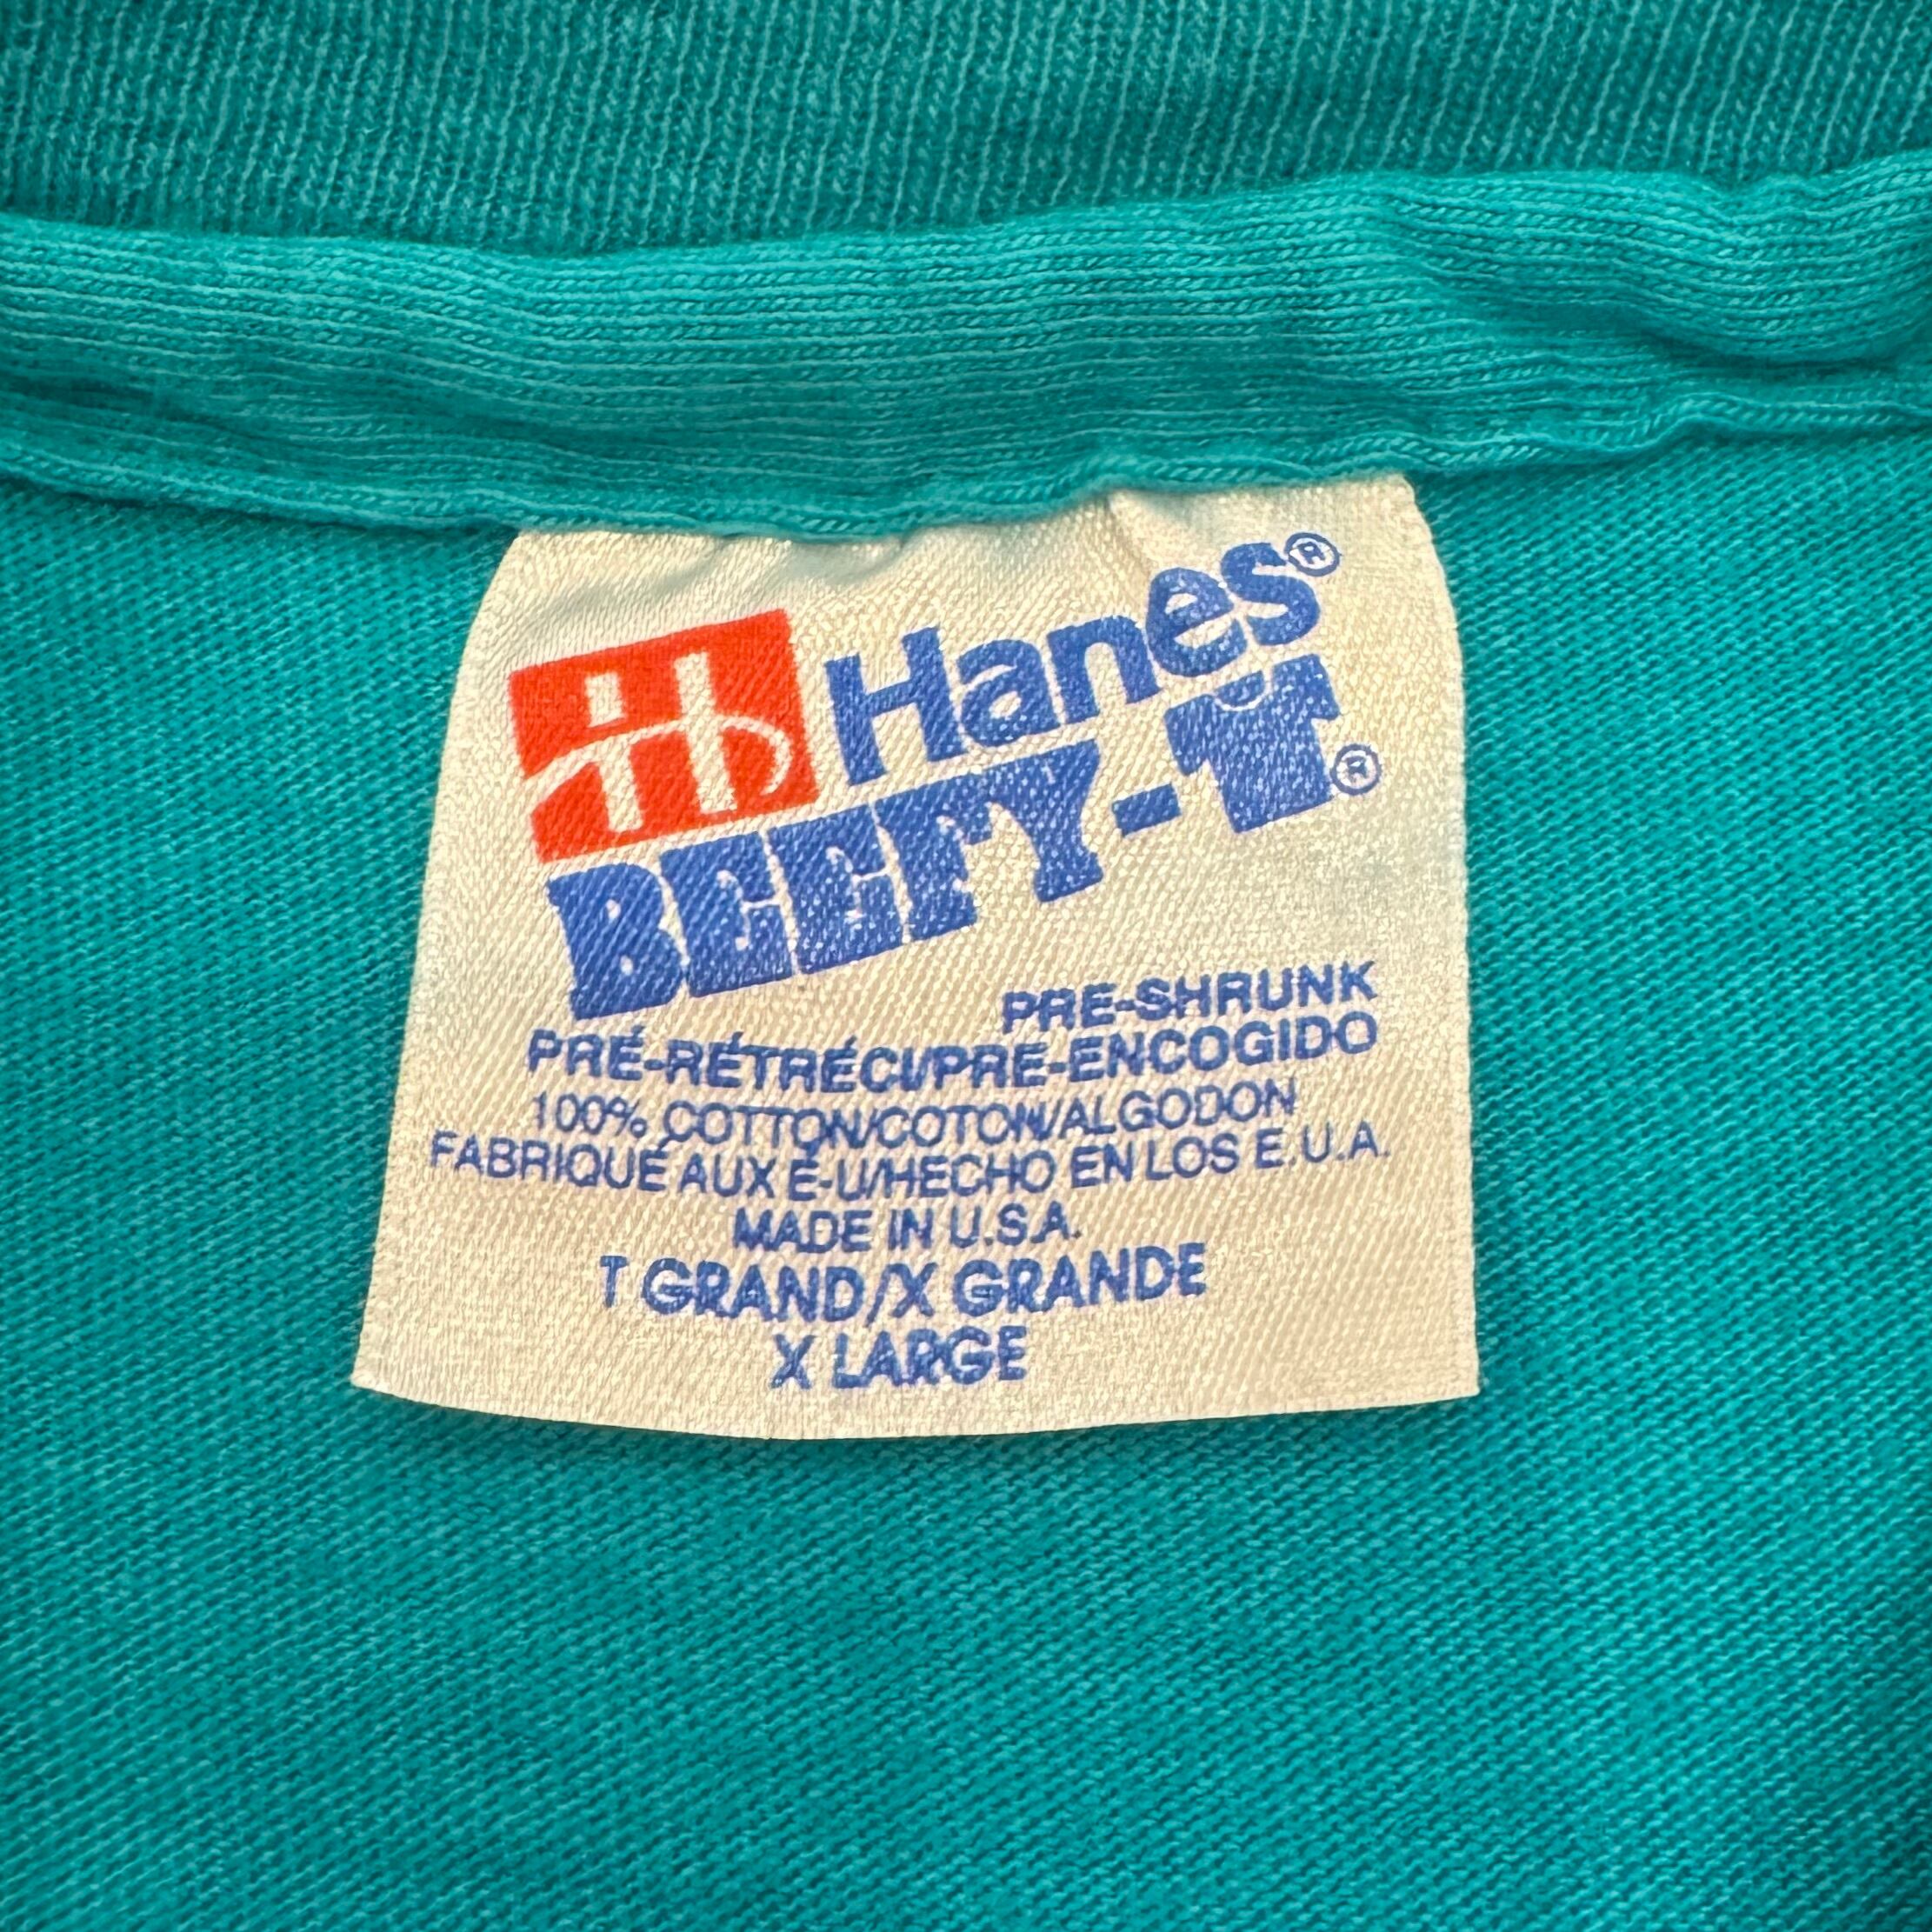 Hanes®
BEEFY-T®
PRE-SHRUNK
PRÉ-RÉTRÉCI/PRE-ENCOGIDO
100% COTTON/COTON/ALGODON
FABRIQUÉ AUX É-U/HECHO EN LOS E.U.A.
MADE IN U.S.A.
T GRAND/X GRANDE
X LARGE